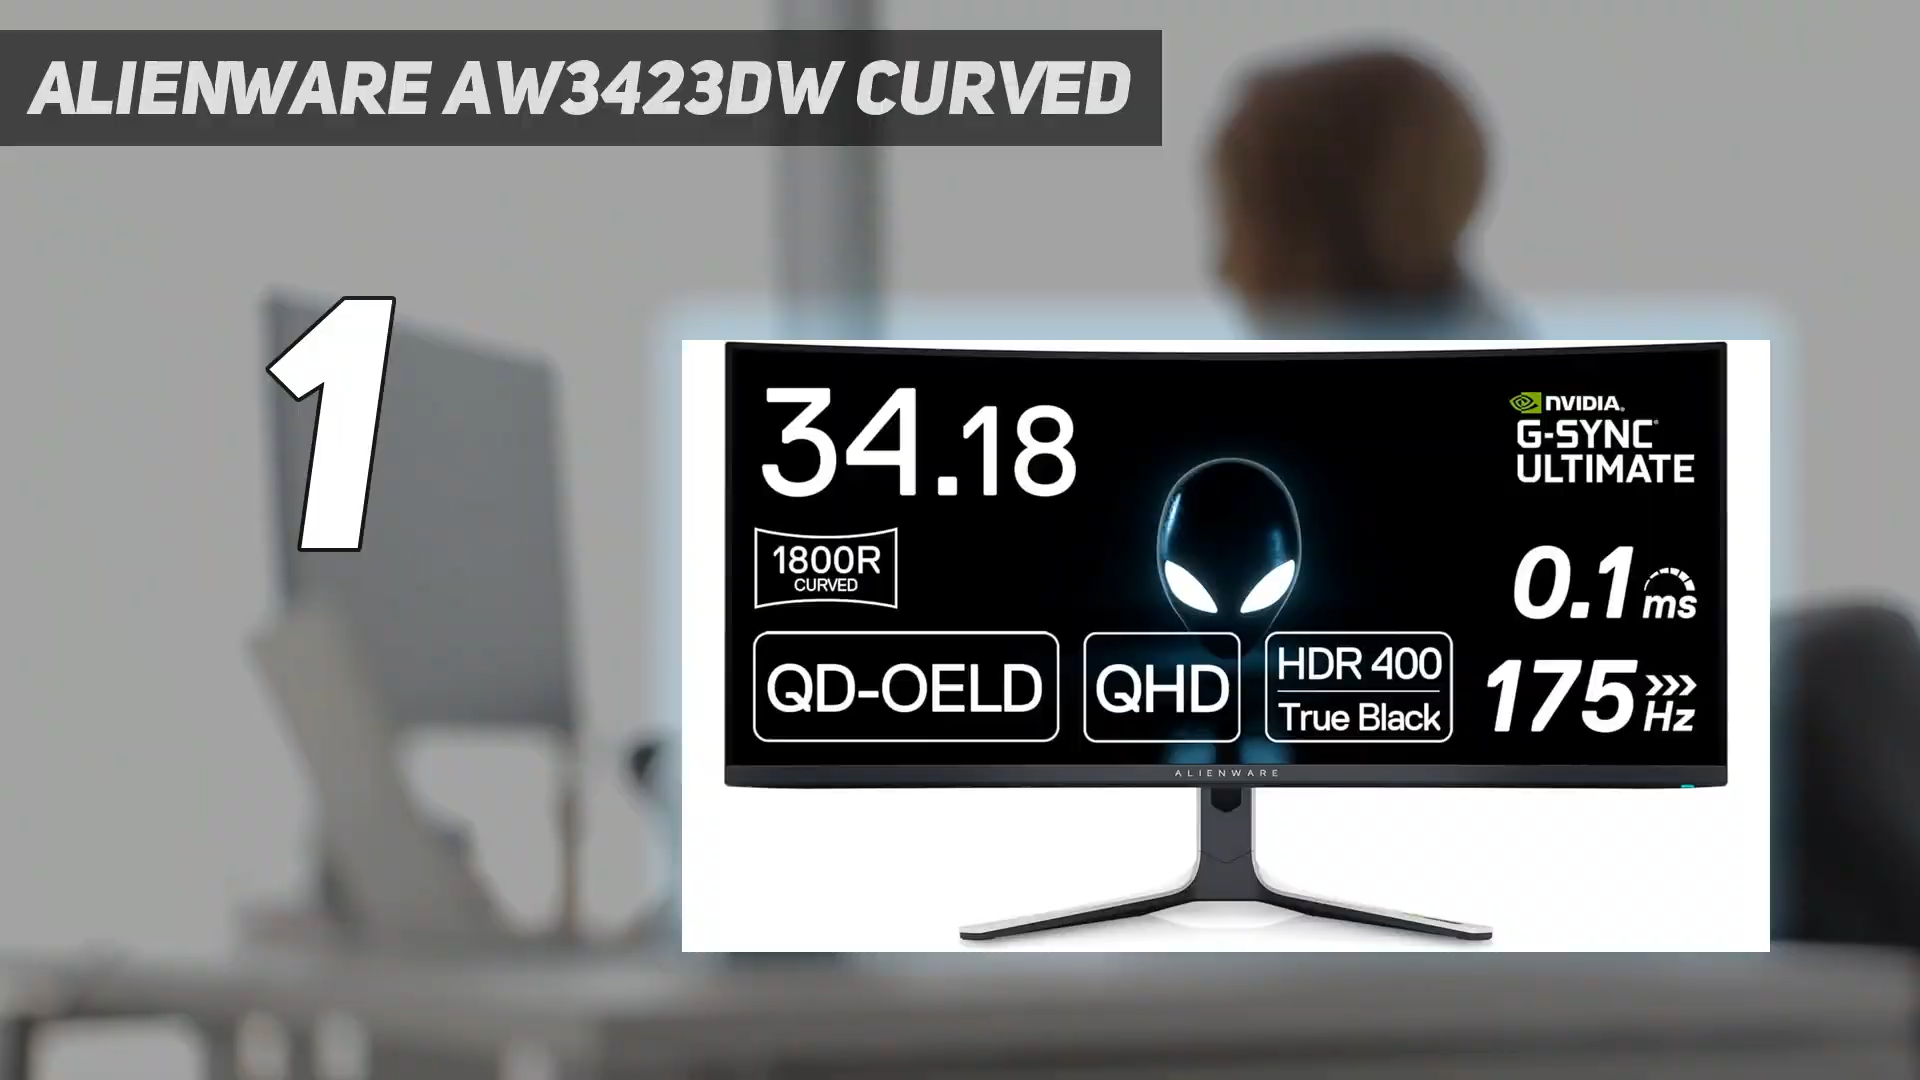 ALIENWARE AW3423DW CURVED
1
34.18
NVIDIA.
G-SYNC
ULTIMATE
1800R
CURVED
0.1 ms
QD-OELD
QHD
HDR 400
True Black
175 Hz
ALIENWARE